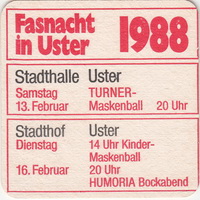 Fasnacht
in Uster
1988
Stadthalle Uster
Samstag TURNER-
13. Februar Maskenball 20 Uhr
Stadthof Uster
Dienstag 14 Uhr Kinder-
Maskenball
16. Februar 20 Uhr
HUMORIA Bockabend